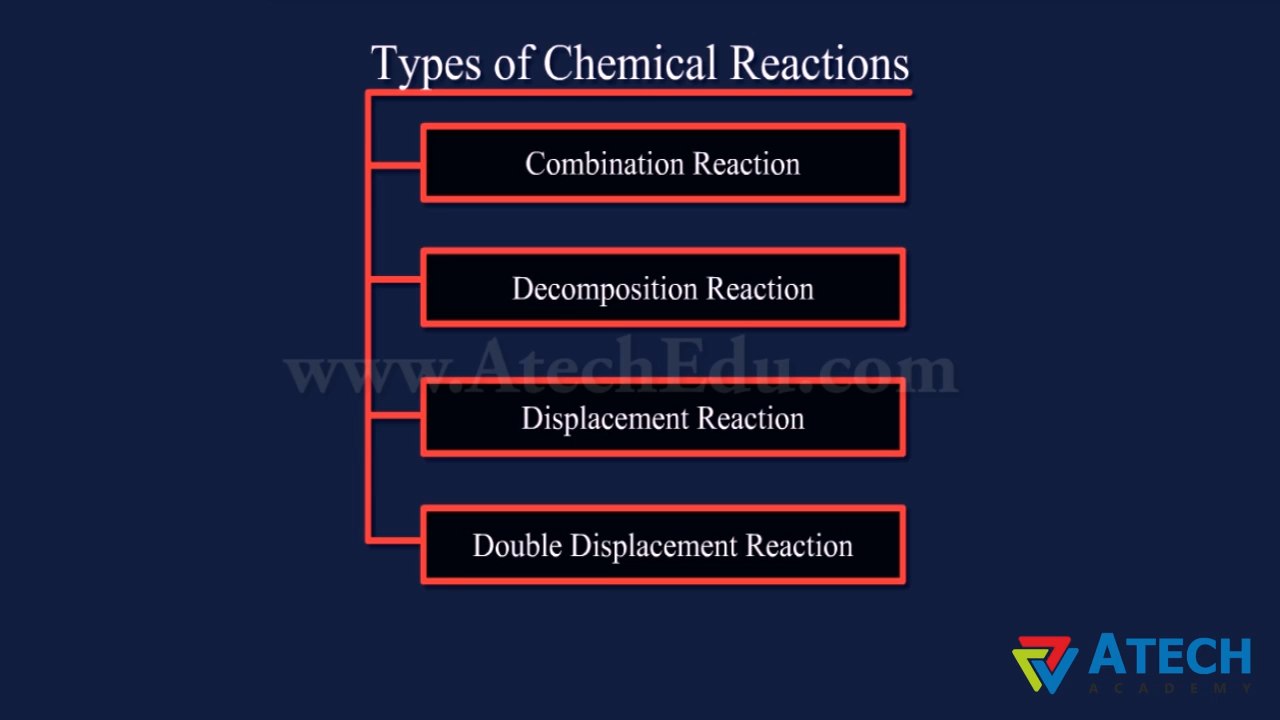 Types of Chemical Reactions
Combination Reaction
Decomposition Reaction
www.AtechEdu.com
Displacement Reaction
Double Displacement Reaction
ATECH
ACADEMY